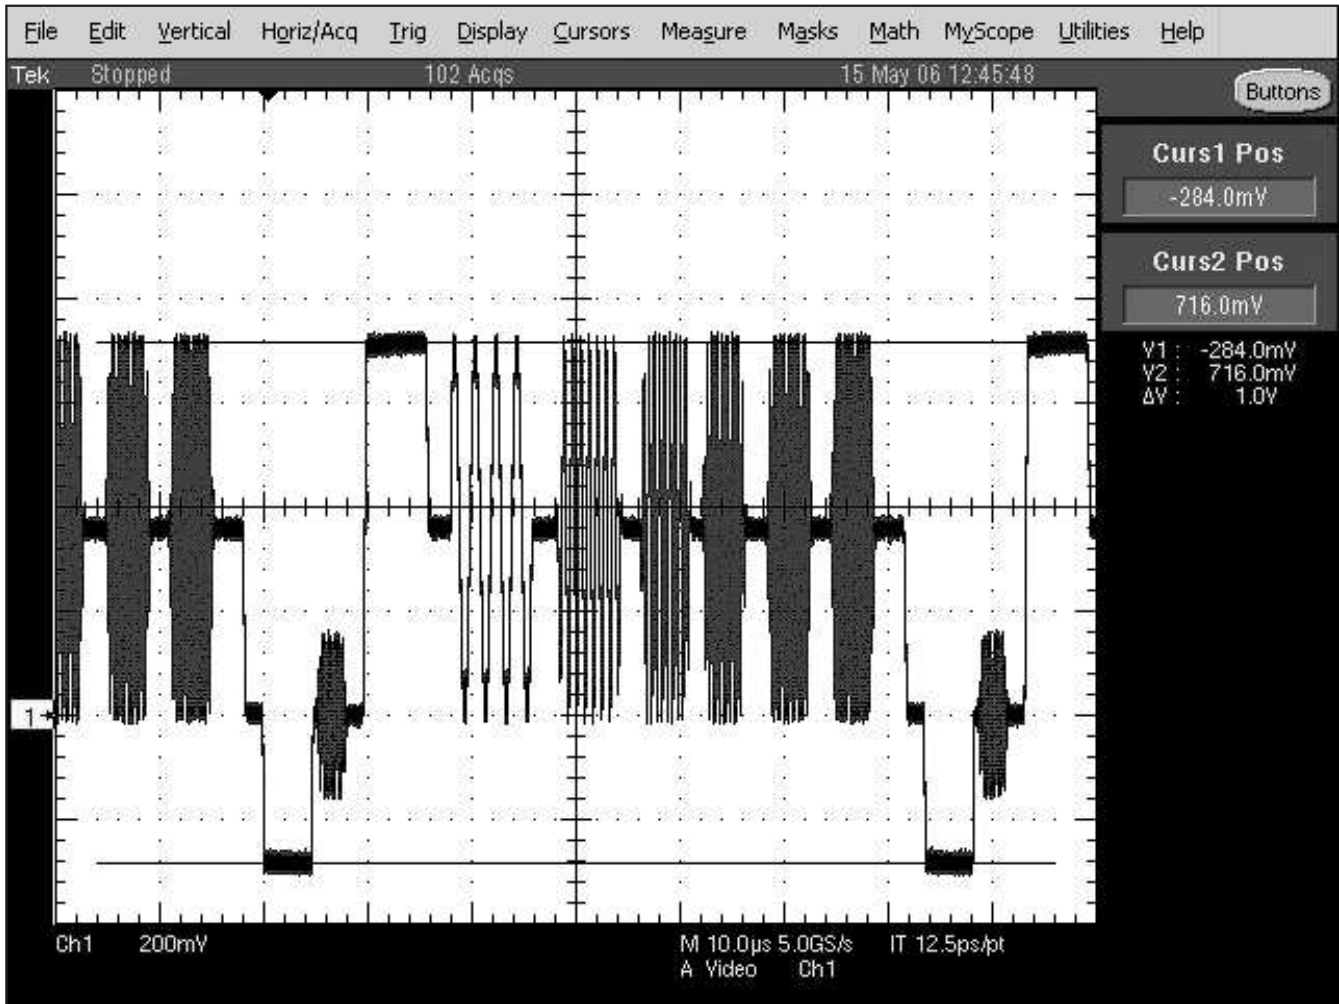 File Edit Vertical Horiz/Acq Trig Display Cursors Measure Masks Math MyScope Utilities Help
Tek Stopped 102 Acqs 15 May 06 12:45:48
Buttons
Curs1 Pos
-284.0mV
Curs2 Pos
716.0mV
V1 : -284.0mV
V2 : 716.0mV
ΔV : 1.0V
1
Ch1 200mV M 10.0µs 5.0GS/s IT 12.5ps/pt
A Video Ch1